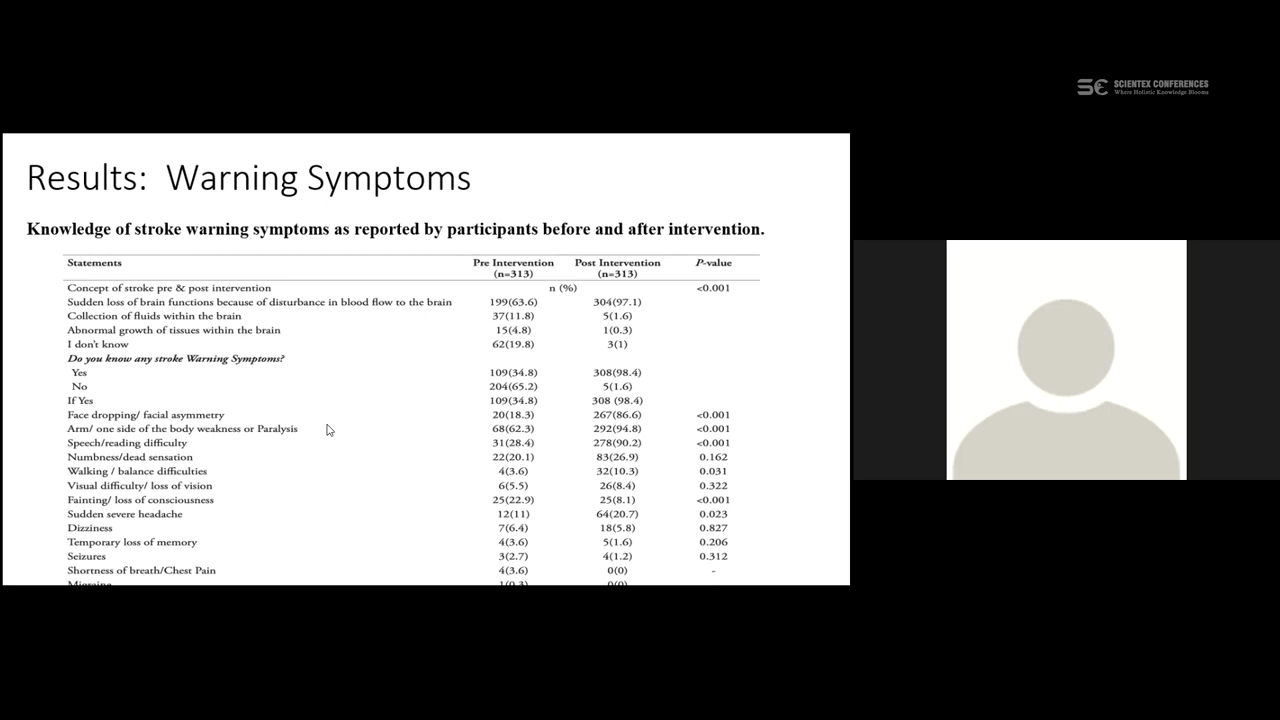 SCIENTEX CONFERENCES
Where Holistic Knowledge Blooms
Results: Warning Symptoms
Knowledge of stroke warning symptoms as reported by participants before and after intervention.
Statements Pre Intervention (n=313) Post Intervention (n=313) P-value
Concept of stroke pre & post intervention n (%) <0.001
Sudden loss of brain functions because of disturbance in blood flow to the brain 199(63.6) 304(97.1)
Collection of fluids within the brain 37(11.8) 5(1.6)
Abnormal growth of tissues within the brain 15(4.8) 1(0.3)
I don't know 62(19.8) 3(1)
Do you know any stroke Warning Symptoms?
Yes 109(34.8) 308(98.4)
No 204(65.2) 5(1.6)
If Yes 109(34.8) 308 (98.4)
Face dropping/ facial asymmetry 20(18.3) 267(86.6) <0.001
Arm/ one side of the body weakness or Paralysis 68(62.3) 292(94.8) <0.001
Speech/reading difficulty 31(28.4) 278(90.2) <0.001
Numbness/dead sensation 22(20.1) 83(26.9) 0.162
Walking / balance difficulties 4(3.6) 32(10.3) 0.031
Visual difficulty/ loss of vision 6(5.5) 26(8.4) 0.322
Fainting/ loss of consciousness 25(22.9) 25(8.1) <0.001
Sudden severe headache 12(11) 64(20.7) 0.023
Dizziness 7(6.4) 18(5.8) 0.827
Temporary loss of memory 4(3.6) 5(1.6) 0.206
Seizures 3(2.7) 4(1.2) 0.312
Shortness of breath/Chest Pain 4(3.6) 0(0) -
Migraine 1(0.3) 0(0)